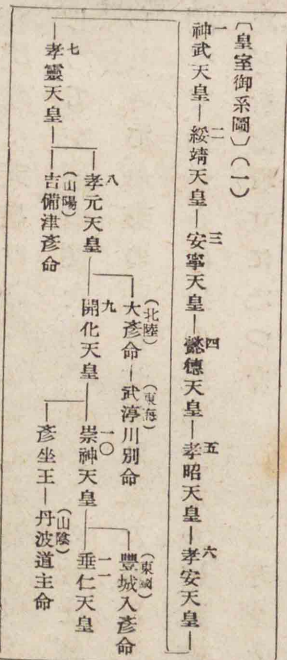 〔皇室御系圖〕(一)
一神武天皇―二綏靖天皇―三安寧天皇―四懿德天皇―五孝昭天皇―六孝安天皇
(北陸)大彥命―(東海)武渟川別命
(東國)豐城入彥命
七孝靈天皇―八孝元天皇―九開化天皇―一〇崇神天皇―一一垂仁天皇
(山陽)吉備津彥命
彥坐王―(山陰)丹波道主命